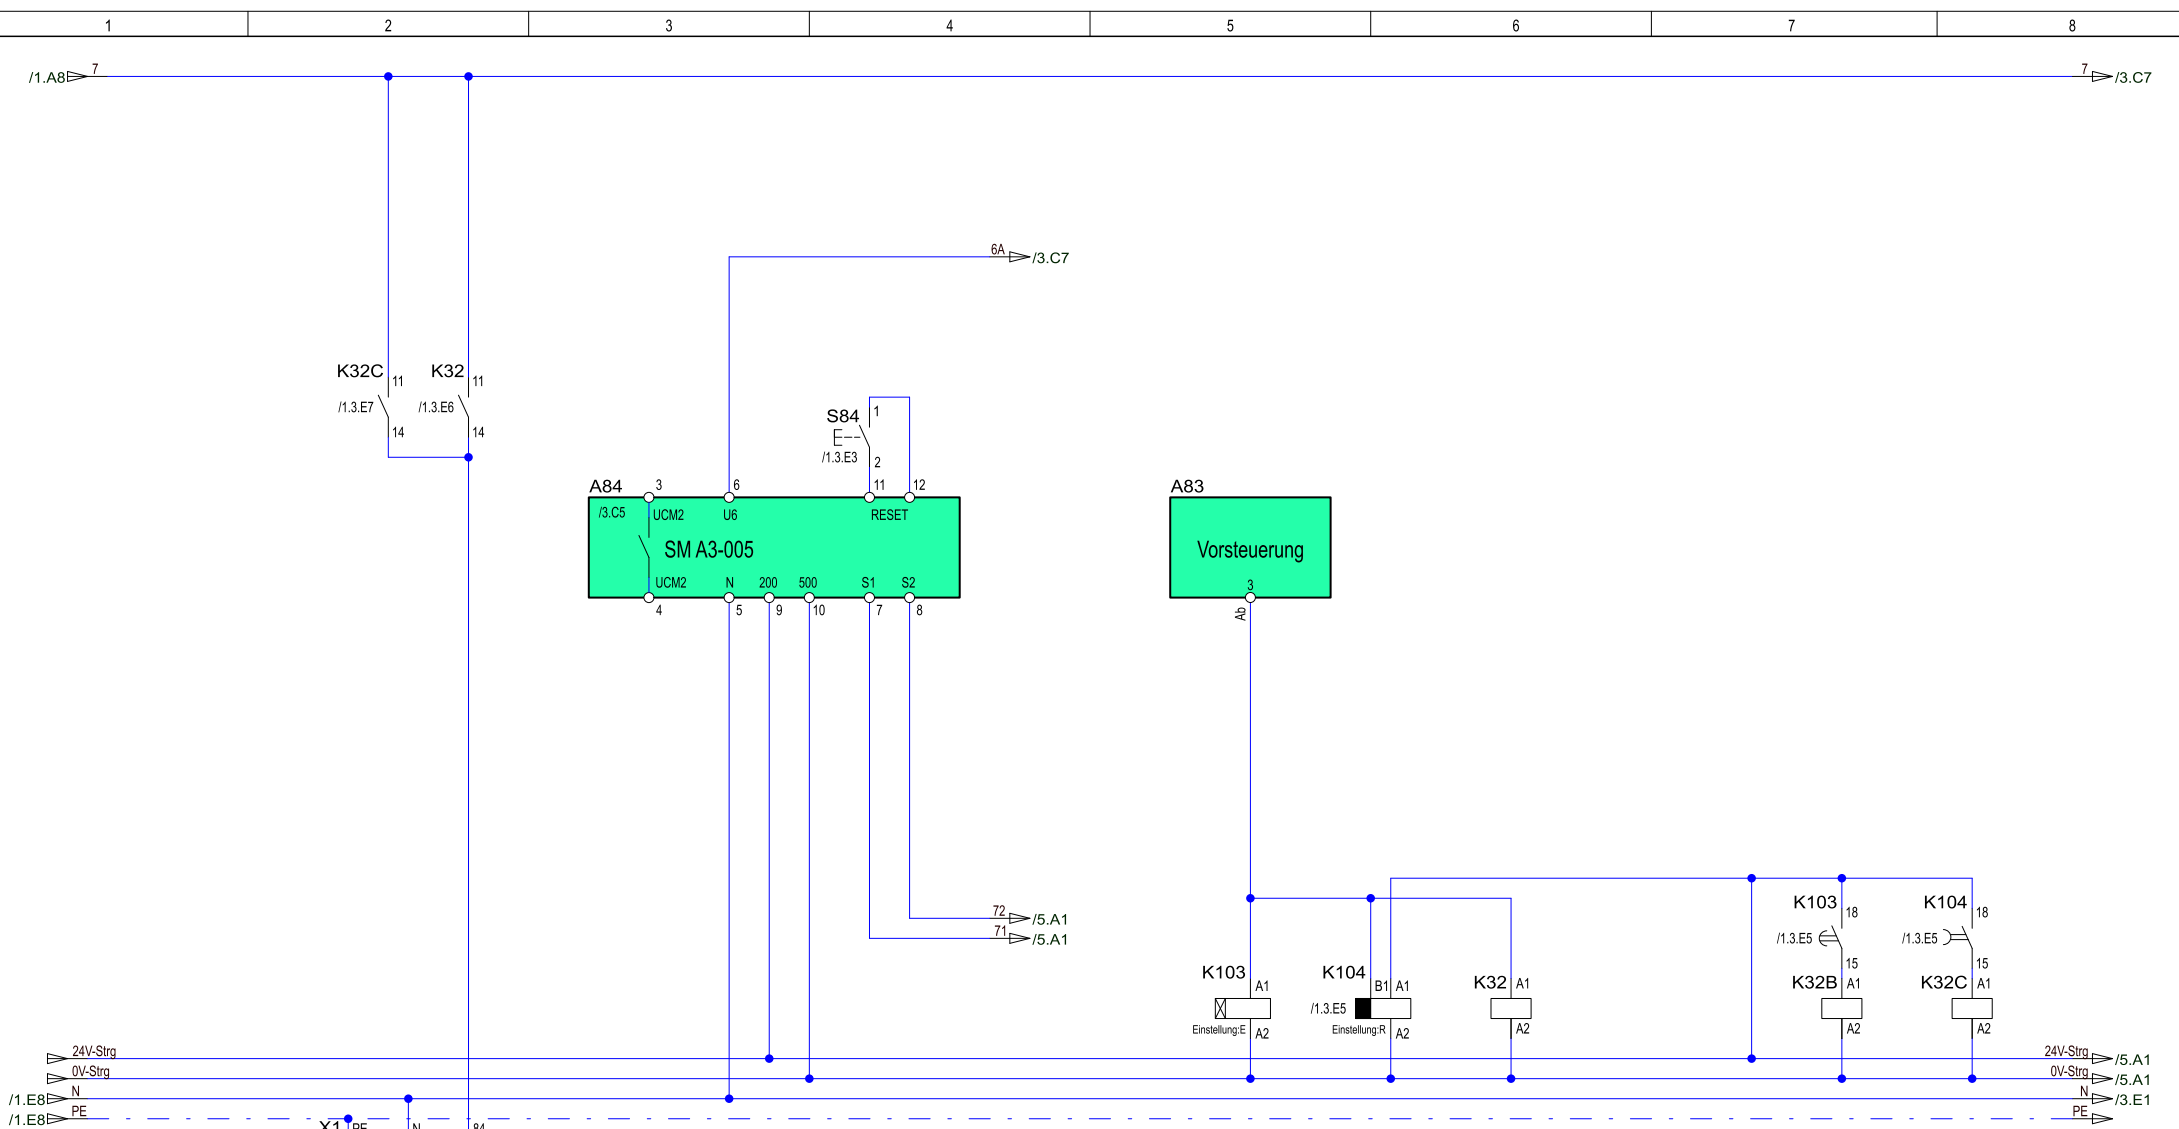 1 2 3 4 5 6 7 8
/1.A8 7 7 /3.C7
6A /3.C7
K32C 11 K32 11
/1.3.E7 /1.3.E6
14 14
S84 1
/1.3.E3 2
A84 3 6 11 12
/3.C5 UCM2 U6 RESET
SM A3-005
UCM2 N 200 500 S1 S2
4 5 9 10 7 8
A83
Vorsteuerung
3
Ab
72 /5.A1
71 /5.A1
K103 18 K104 18
/1.3.E5 /1.3.E5
15 15
K103 A1 K104 B1 A1 K32 A1 K32B A1 K32C A1
/1.3.E5
Einstellung:E A2 Einstellung:R A2 A2 A2 A2
24V-Strg 24V-Strg /5.A1
0V-Strg 0V-Strg /5.A1
/1.E8 N N /3.E1
/1.E8 PE PE
X1 PE N 84